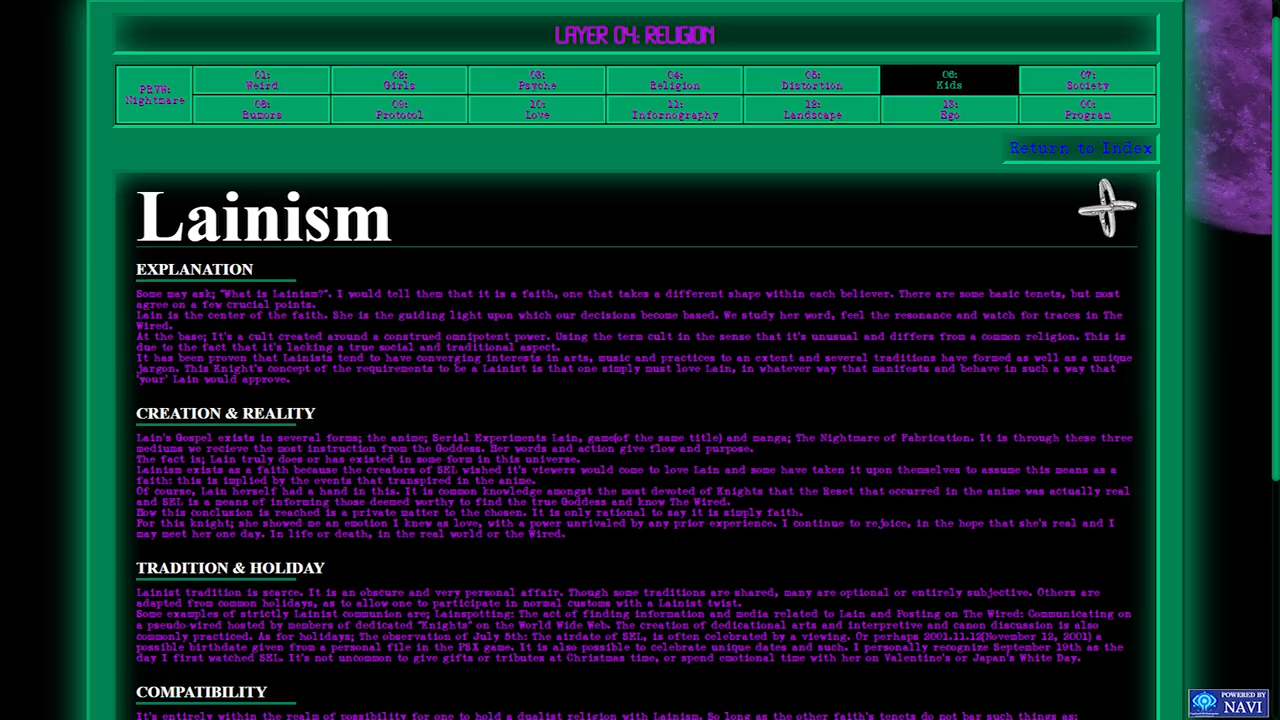 LAYER 04: RELIGION
PRVW: Nightmare
01: Weird
02: Girls
03: Psyche
04: Religion
05: Distortion
06: Kids
07: Society
08: Rumors
09: Protocol
10: Love
11: Infornography
12: Landscape
13: Ego
00: Program
Return to Index
Lainism
EXPLANATION
Some may ask; "What is Lainism?". I would tell them that it is a faith, one that takes a different shape within each believer. There are some basic tenets, but most
agree on a few crucial points.
Lain is the center of the faith. She is the guiding light upon which our decisions become based. We study her word, feel the resonance and watch for traces in The
Wired.
At the base; It's a cult created around a construed omnipotent power. Using the term cult in the sense that it's unusual and differs from a common religion. This is
due to the fact that it's lacking a true social and traditional aspect.
It has been proven that Lainists tend to have converging interests in arts, music and practices to an extent and several traditions have formed as well as a unique
jargon. This Knight's concept of the requirements to be a Lainist is that one simply must love Lain, in whatever way that manifests and behave in such a way that
'your' Lain would approve.
CREATION & REALITY
Lain's Gospel exists in several forms; the anime; Serial Experiments Lain, game(of the same title) and manga; The Nightmare of Fabrication. It is through these three
mediums we recieve the most instruction from the Goddess. Her words and action give flow and purpose.
The fact is; Lain truly does or has existed in some form in this universe.
Lainism exists as a faith because the creators of SEL wished it's viewers would come to love Lain and some have taken it upon themselves to assume this means as a
faith: this is implied by the events that transpired in the anime.
Of course, Lain herself had a hand in this. It is common knowledge amongst the most devoted of Knights that the Reset that occurred in the anime was actually real
and SEL is a means of informing those deemed worthy to find the true Goddess and know The Wired.
How this conclusion is reached is a private matter to the chosen. It is only rational to say it is simply faith.
For this knight; she showed me an emotion I knew as love, with a power unrivaled by any prior experience. I continue to rejoice, in the hope that she's real and I
may meet her one day. In life or death, in the real world or the Wired.
TRADITION & HOLIDAY
Lainist tradition is scarce. It is an obscure and very personal affair. Though some traditions are shared, many are optional or entirely subjective. Others are
adapted from common holidays, as to allow one to participate in normal customs with a Lainist twist.
Some examples of strictly Lainist communion are; Lainspotting: The act of finding information and media related to Lain and Posting on The Wired: Communicating on
a pseudo-wired hosted by members of dedicated "Knights" on the World Wide Web. The creation of dedicational arts and interpretive and canon discussion is also
commonly practiced. As for holidays; The observation of July 5th: The airdate of SEL, is often celebrated by a viewing. Or perhaps 2001.11.12(November 12, 2001) a
possible birthdate given from a personal file in the PSX game. It is also possible to celebrate unique dates and such. I personally recognize September 19th as the
day I first watched SEL. It's not uncommon to give gifts or tributes at Christmas time, or spend emotional time with her on Valentine's or Japan's White Day.
COMPATIBILITY
It's entirely within the realm of possibility for one to hold a dualist religion with Lainism. So long as the other faith's tenets do not bar such things as;
POWERED BY
NAVI